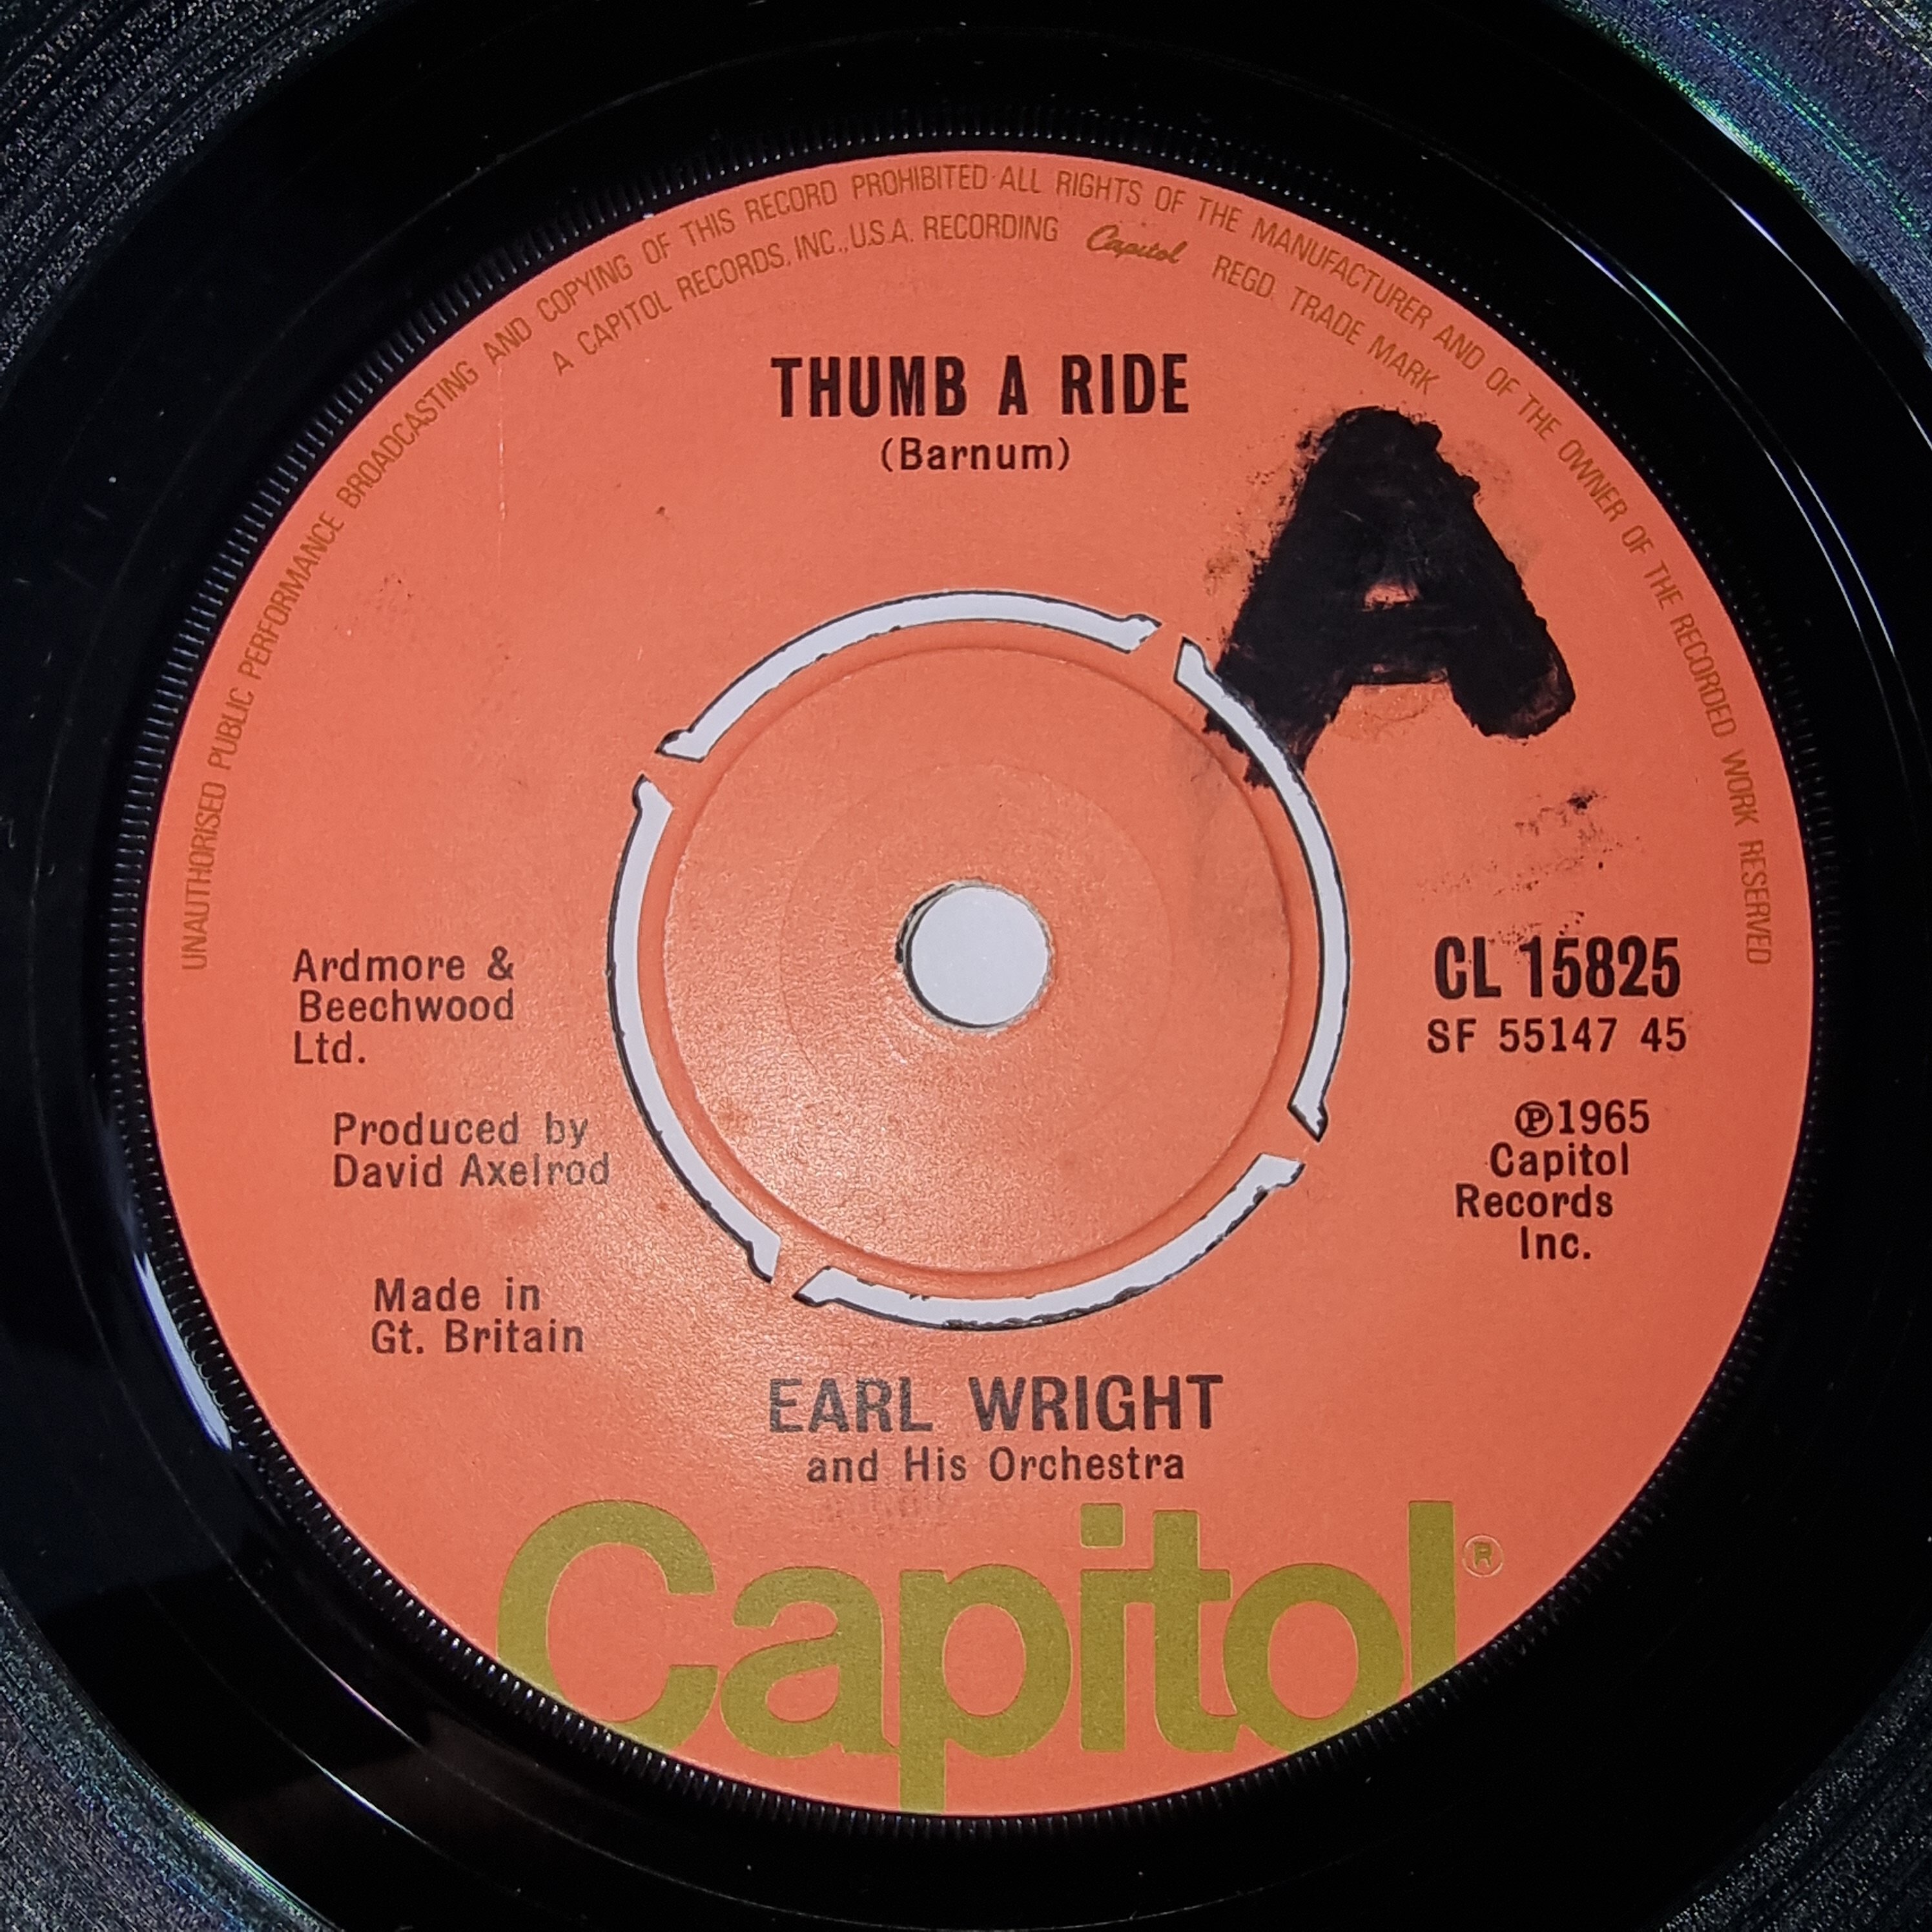 UNAUTHORISED PUBLIC PERFORMANCE BROADCASTING AND COPYING OF THIS RECORD PROHIBITED·ALL RIGHTS OF THE MANUFACTURER AND OF THE OWNER OF THE RECORDED WORK RESERVED
A CAPITOL RECORDS, INC., U.S.A. RECORDING Capitol REGD. TRADE MARK
THUMB A RIDE
(Barnum)
A
Ardmore &
Beechwood
Ltd.
Produced by
David Axelrod
Made in
Gt. Britain
CL 15825
SF 55147 45
℗1965
Capitol
Records
Inc.
EARL WRIGHT
and His Orchestra
Capitol®